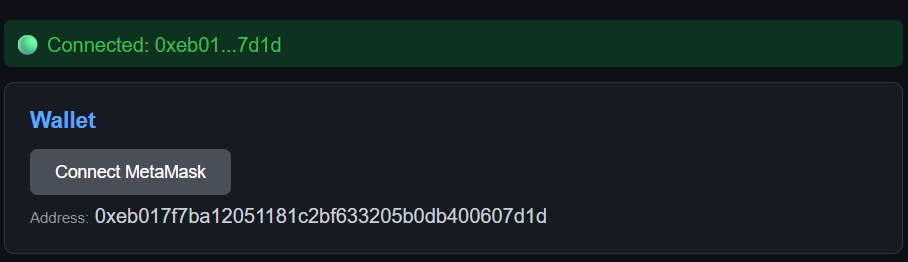 Connected: 0xeb01...7d1d
Wallet
Connect MetaMask
Address: 0xeb017f7ba12051181c2bf633205b0db400607d1d